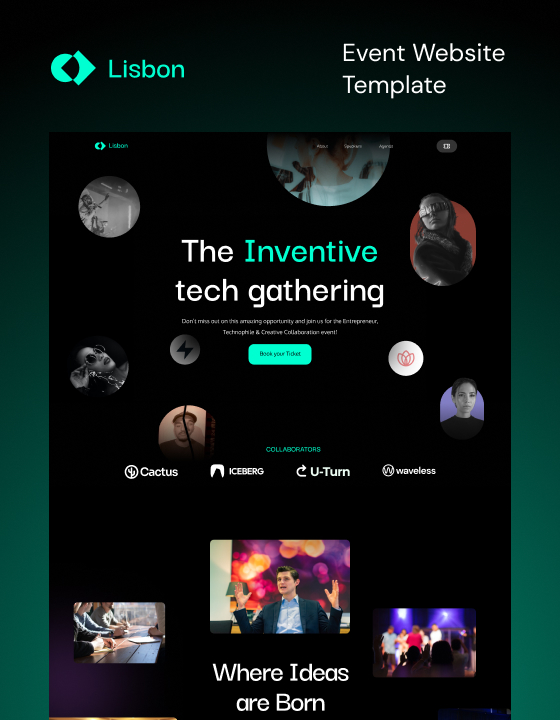 Lisbon
Event Website
Template
Lisbon
About
Speakers
Agenda
The Inventive
tech gathering
Don't miss out on this amazing opportunity and join us for the Entrepreneur,
Technophile & Creative Collaboration event!
Book your Ticket
COLLABORATORS
Cactus
ICEBERG
U-Turn
waveless
Where Ideas
are Born